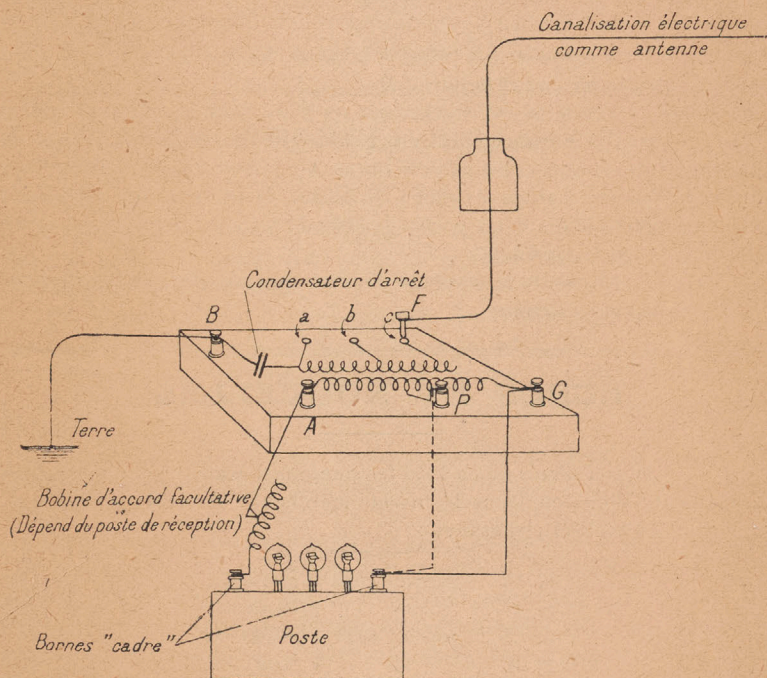 Canalisation électrique
comme antenne
Condensateur d'arrêt
B
a
b
c
F
A
P
G
Terre
Bobine d'accord facultative
(Dépend du poste de réception)
Bornes "cadre"
Poste